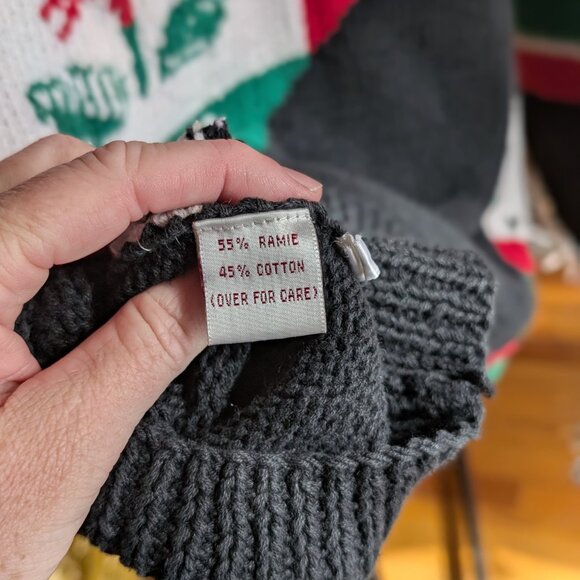 55% RAMIE
45% COTTON
(OVER FOR CARE)